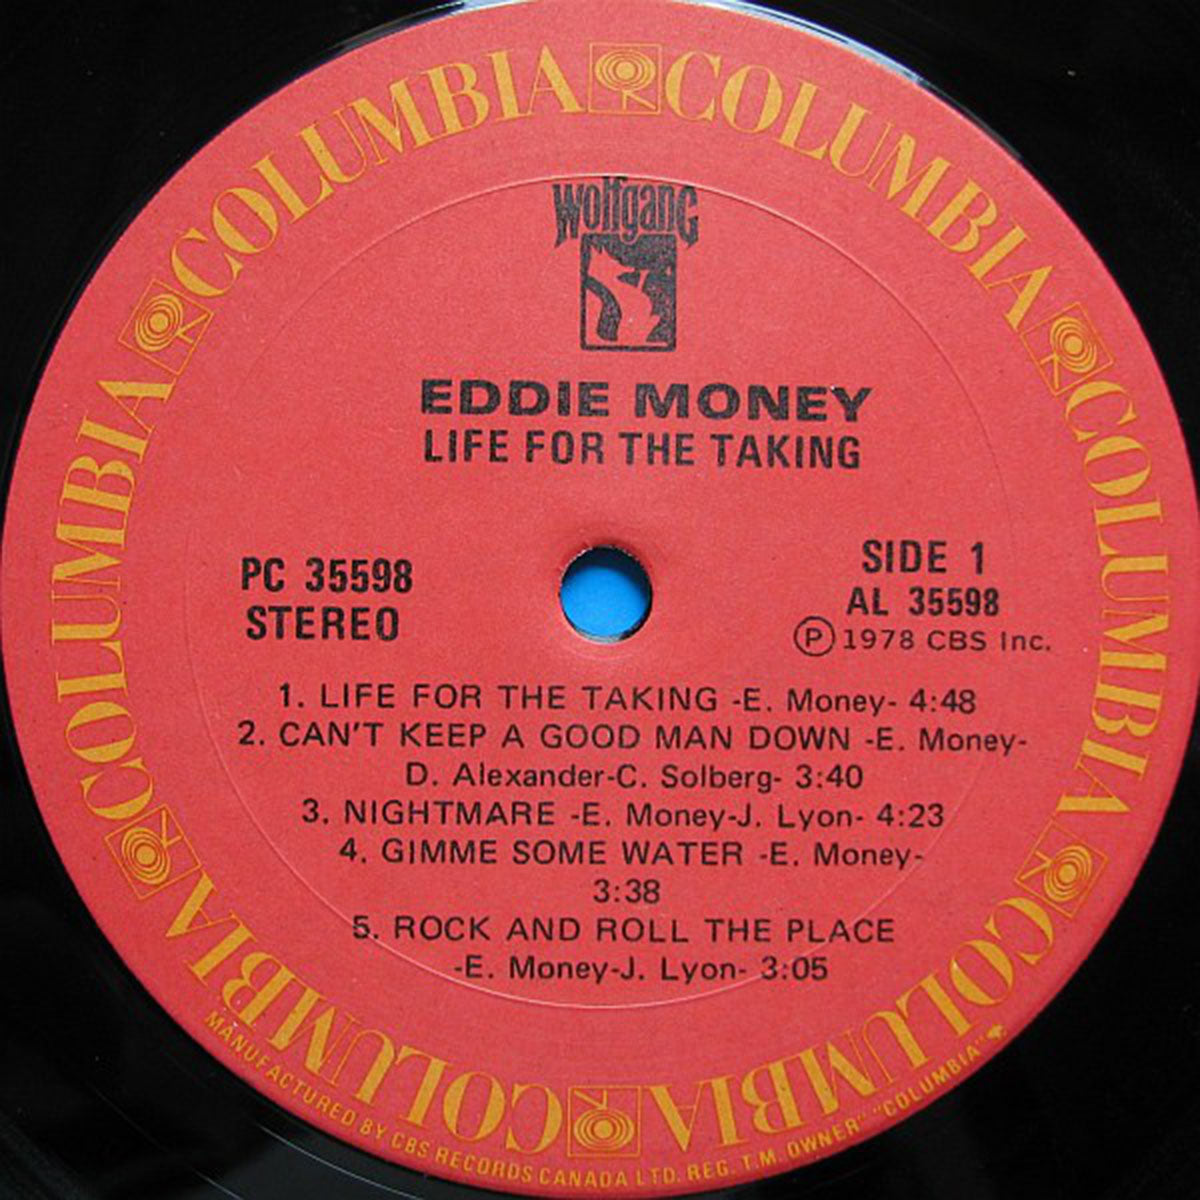 COLUMBIA COLUMBIA COLUMBIA COLUMBIA COLUMBIA COLUMBIA
wolfgang
EDDIE MONEY
LIFE FOR THE TAKING
PC 35598
STEREO
SIDE 1
AL 35598
Ⓟ 1978 CBS Inc.
1. LIFE FOR THE TAKING -E. Money- 4:48
2. CAN'T KEEP A GOOD MAN DOWN -E. Money-
D. Alexander-C. Solberg- 3:40
3. NIGHTMARE -E. Money-J. Lyon- 4:23
4. GIMME SOME WATER -E. Money-
3:38
5. ROCK AND ROLL THE PLACE
-E. Money-J. Lyon- 3:05
MANUFACTURED BY CBS RECORDS CANADA LTD. REG. T.M. OWNER" "COLUMBIA"